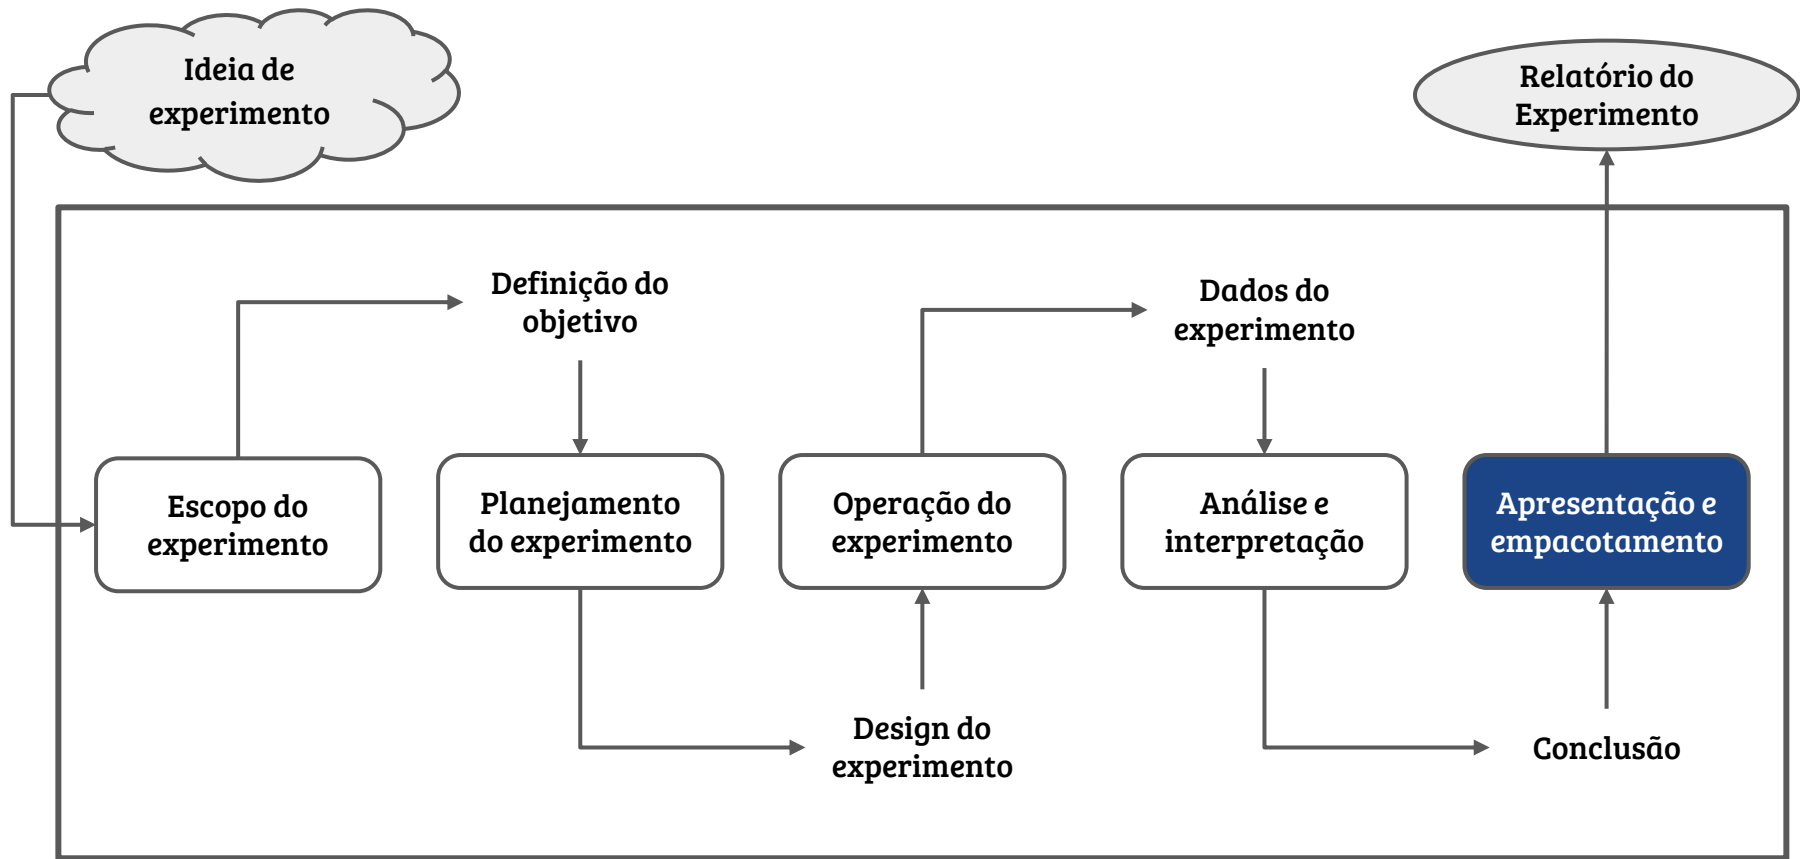 Ideia de
experimento
Relatório do
Experimento
Definição do
objetivo
Dados do
experimento
Escopo do
experimento
Planejamento
do experimento
Operação do
experimento
Análise e
interpretação
Apresentação e
empacotamento
Design do
experimento
Conclusão